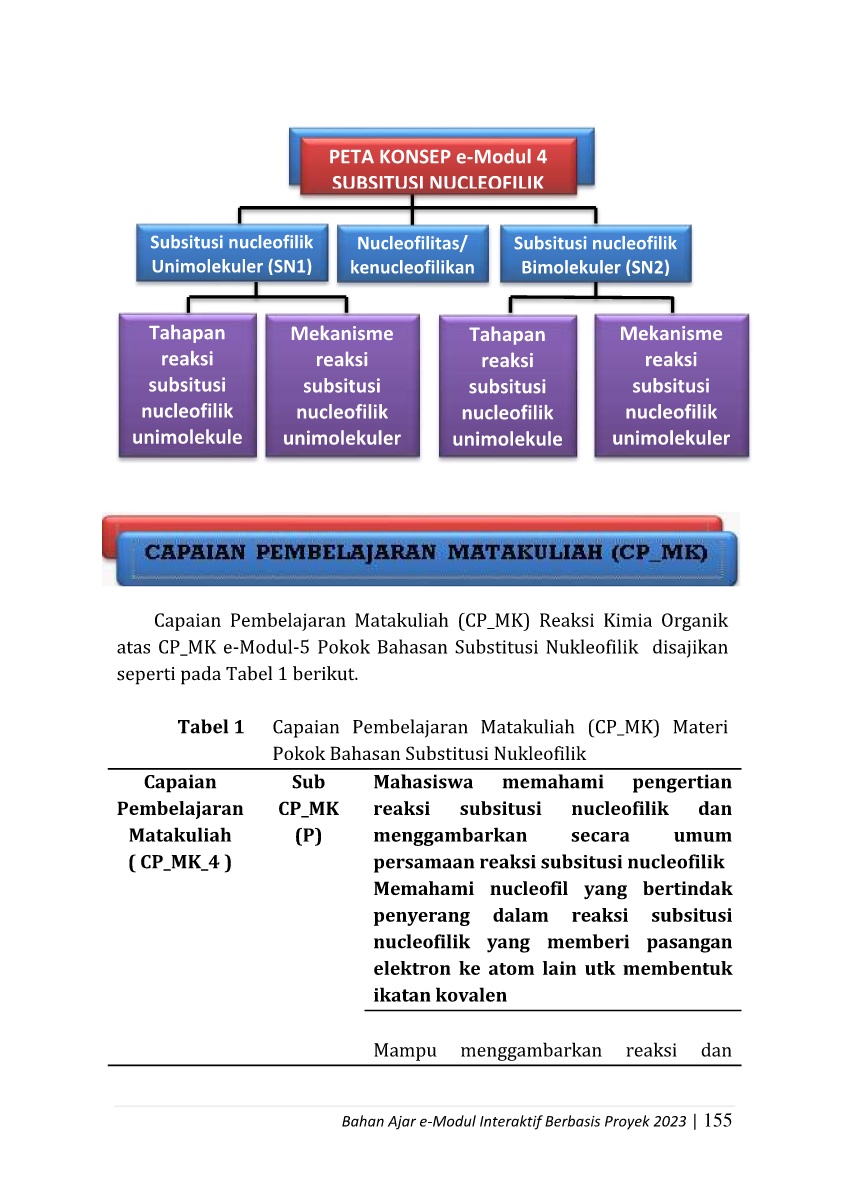 PETA KONSEP e-Modul 4
SUBSITUSI NUCLEOFILIK
Subsitusi nucleofilik
Unimolekuler (SN1)
Nucleofilitas/
kenucleofilikan
Subsitusi nucleofilik
Bimolekuler (SN2)
Tahapan
reaksi
subsitusi
nucleofilik
unimolekule
Mekanisme
reaksi
subsitusi
nucleofilik
unimolekuler
Tahapan
reaksi
subsitusi
nucleofilik
unimolekule
Mekanisme
reaksi
subsitusi
nucleofilik
unimolekuler
CAPAIAN PEMBELAJARAN MATAKULIAH (CP_MK)
Capaian Pembelajaran Matakuliah (CP_MK) Reaksi Kimia Organik
atas CP_MK e-Modul-5 Pokok Bahasan Substitusi Nukleofilik disajikan
seperti pada Tabel 1 berikut.
Tabel 1 Capaian Pembelajaran Matakuliah (CP_MK) Materi
Pokok Bahasan Substitusi Nukleofilik
Capaian
Pembelajaran
Matakuliah
( CP_MK_4 )
Sub
CP_MK
(P)
Mahasiswa memahami pengertian
reaksi subsitusi nucleofilik dan
menggambarkan secara umum
persamaan reaksi subsitusi nucleofilik
Memahami nucleofil yang bertindak
penyerang dalam reaksi subsitusi
nucleofilik yang memberi pasangan
elektron ke atom lain utk membentuk
ikatan kovalen
Mampu menggambarkan reaksi dan
Bahan Ajar e-Modul Interaktif Berbasis Proyek 2023 | 155